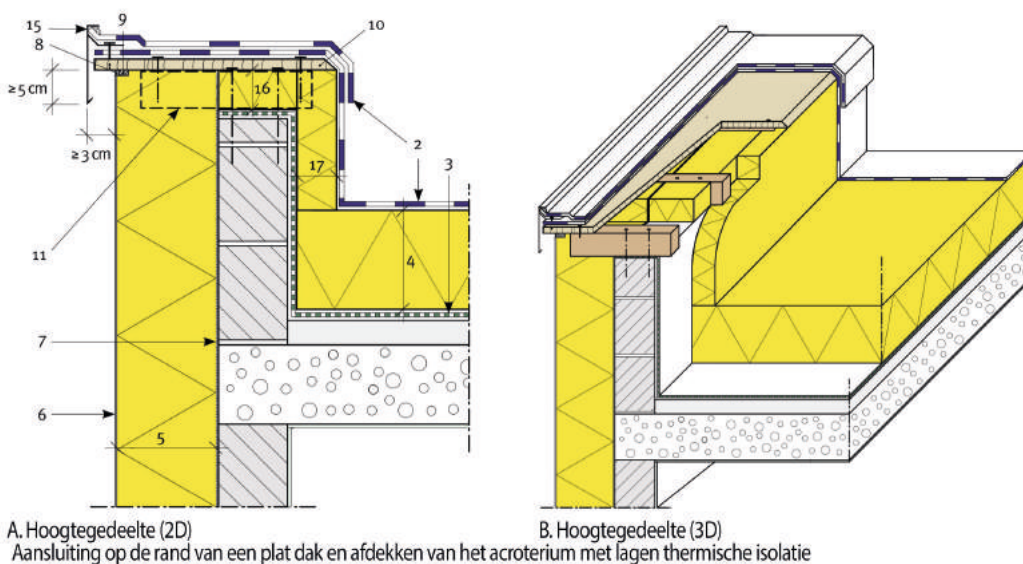 15
9
10
8
≥5 cm
16
2
3
≥3 cm
17
11
4
7
6
5
A. Hoogtegedeelte (2D)
B. Hoogtegedeelte (3D)
Aansluiting op de rand van een plat dak en afdekken van het acroterium met lagen thermische isolatie